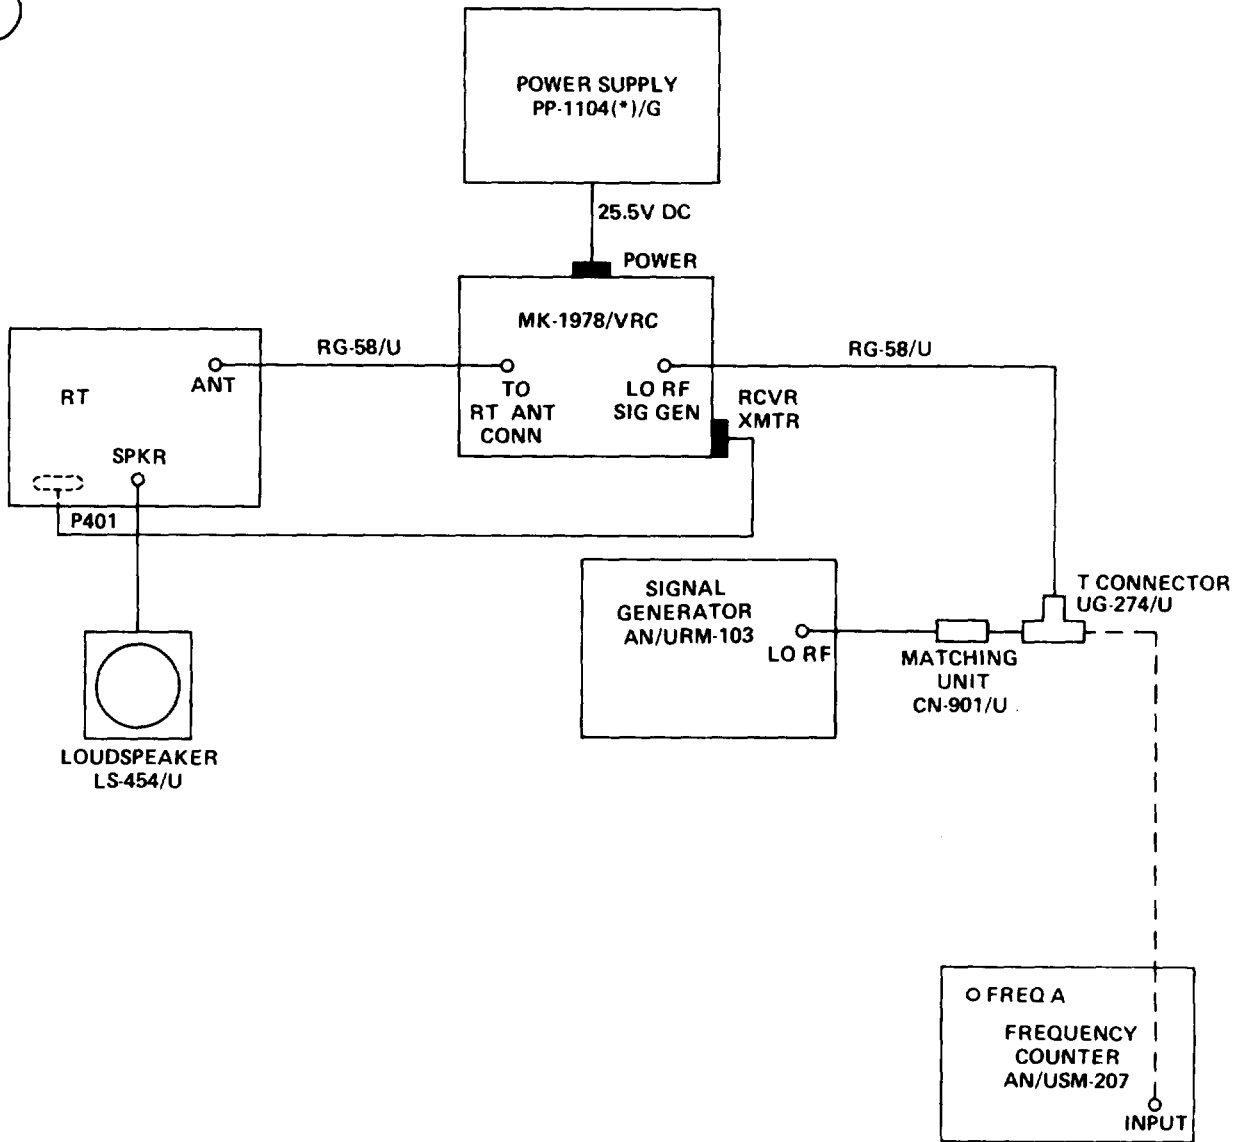 POWER SUPPLY
PP-1104(*)/G
25.5V DC
POWER
MK-1978/VRC
RG-58/U
RG-58/U
ANT
RT
TO
RT ANT
CONN
LO RF
SIG GEN
RCVR
XMTR
SPKR
P401
SIGNAL
GENERATOR
AN/URM-103
LO RF
T CONNECTOR
UG-274/U
MATCHING
UNIT
CN-901/U
LOUDSPEAKER
LS-454/U
FREQ A
FREQUENCY
COUNTER
AN/USM-207
INPUT